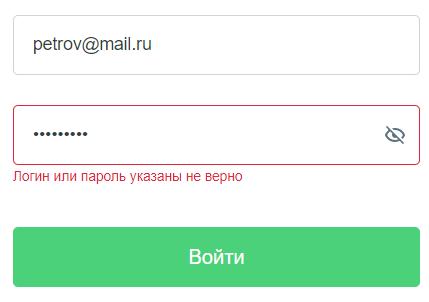 petrov@mail.ru
•••••••••
Логин или пароль указаны не верно
Войти